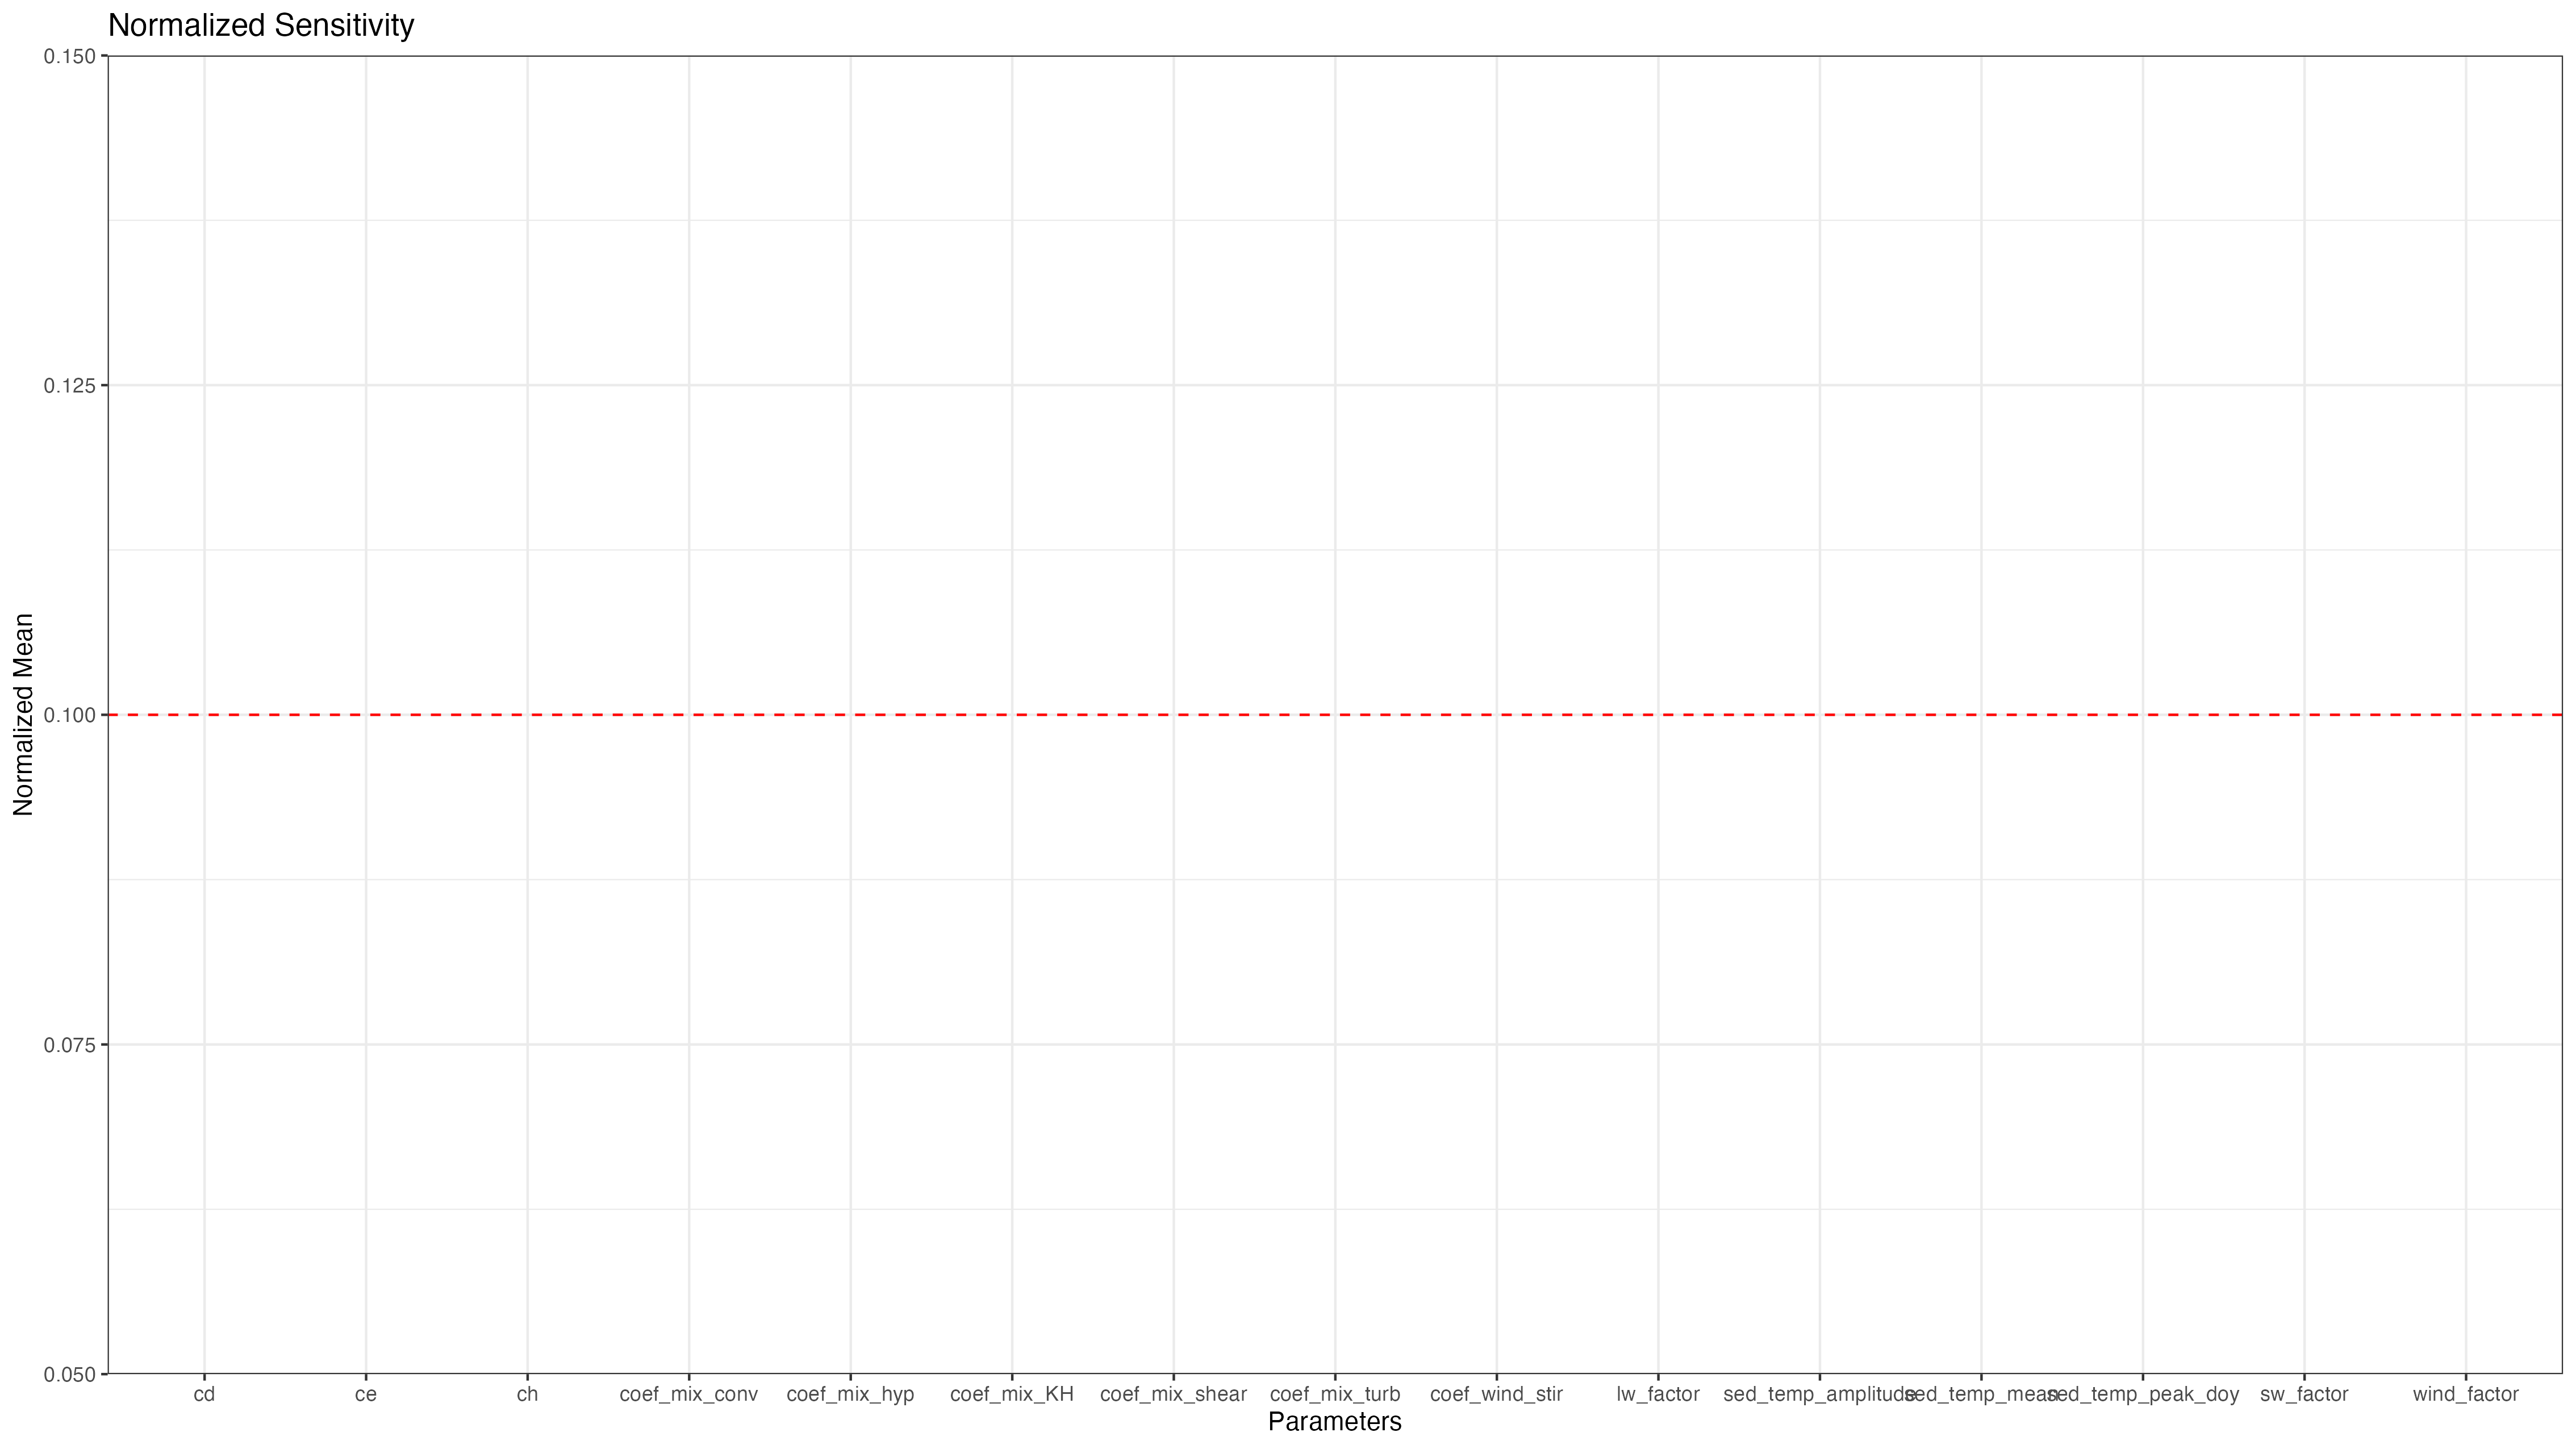 Normalized Sensitivity
0.150
0.125
0.100
0.075
0.050
Normalized Mean
cd ce ch coef_mix_conv coef_mix_hyp coef_mix_KH coef_mix_shear coef_mix_turb coef_wind_stir lw_factor sed_temp_amplitude sed_temp_mean sed_temp_peak_doy sw_factor wind_factor
Parameters